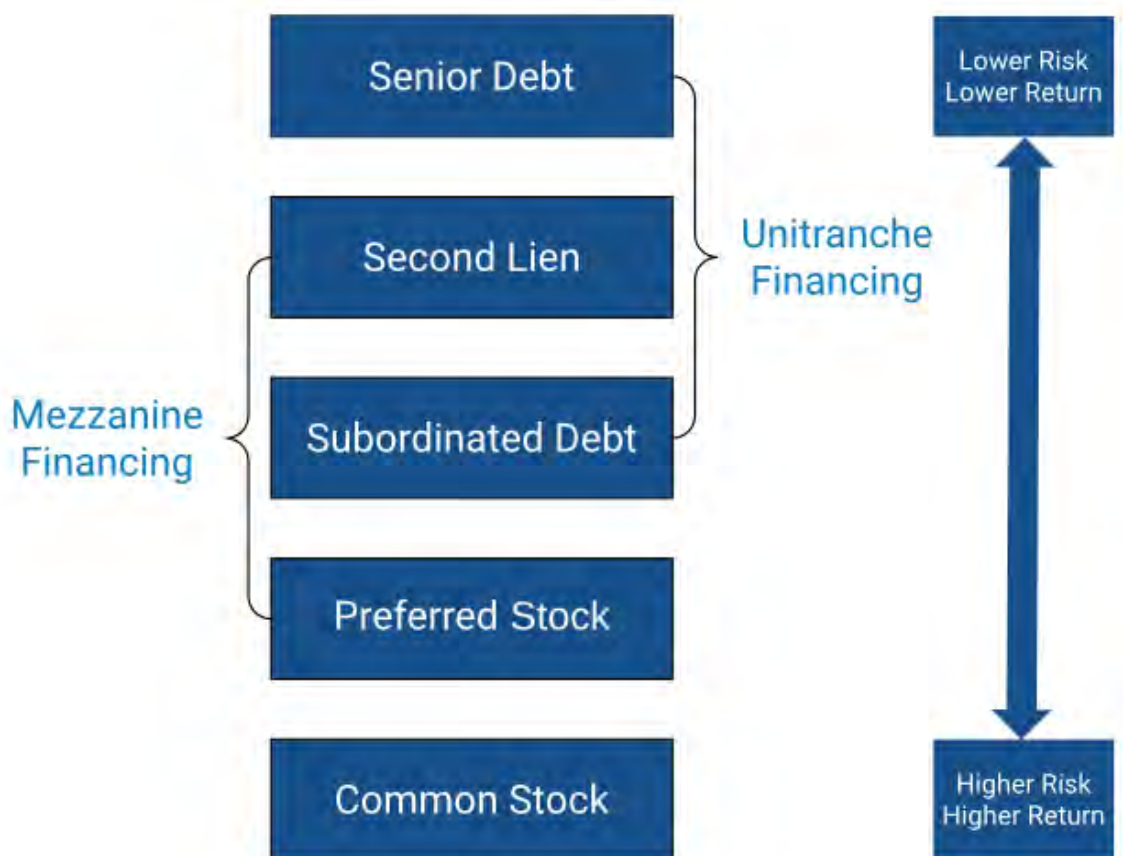 Senior Debt
Lower Risk
Lower Return
Second Lien
Unitranche
Financing
Mezzanine
Financing
Subordinated Debt
Preferred Stock
Common Stock
Higher Risk
Higher Return